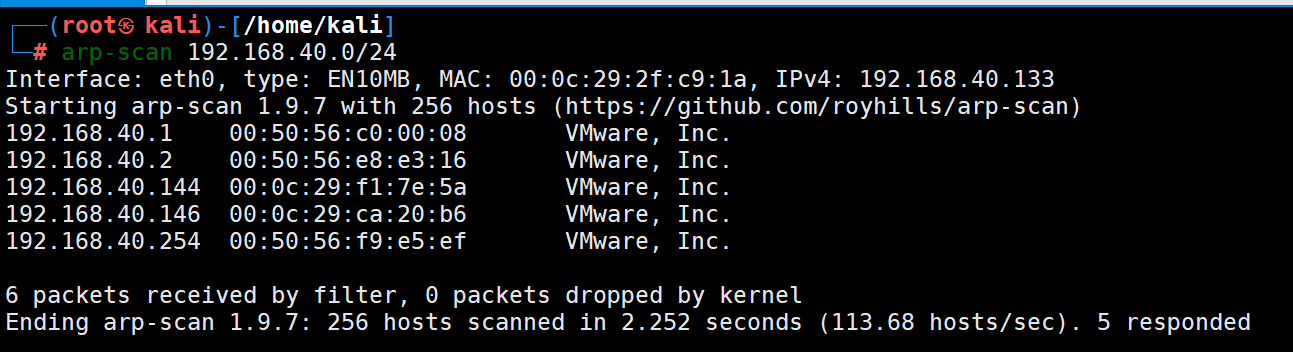 ┌──(root㉿ kali)-[/home/kali]
└─# arp-scan 192.168.40.0/24
Interface: eth0, type: EN10MB, MAC: 00:0c:29:2f:c9:1a, IPv4: 192.168.40.133
Starting arp-scan 1.9.7 with 256 hosts (https://github.com/royhills/arp-scan)
192.168.40.1	00:50:56:c0:00:08	VMware, Inc.
192.168.40.2	00:50:56:e8:e3:16	VMware, Inc.
192.168.40.144	00:0c:29:f1:7e:5a	VMware, Inc.
192.168.40.146	00:0c:29:ca:20:b6	VMware, Inc.
192.168.40.254	00:50:56:f9:e5:ef	VMware, Inc.
6 packets received by filter, 0 packets dropped by kernel
Ending arp-scan 1.9.7: 256 hosts scanned in 2.252 seconds (113.68 hosts/sec). 5 responded